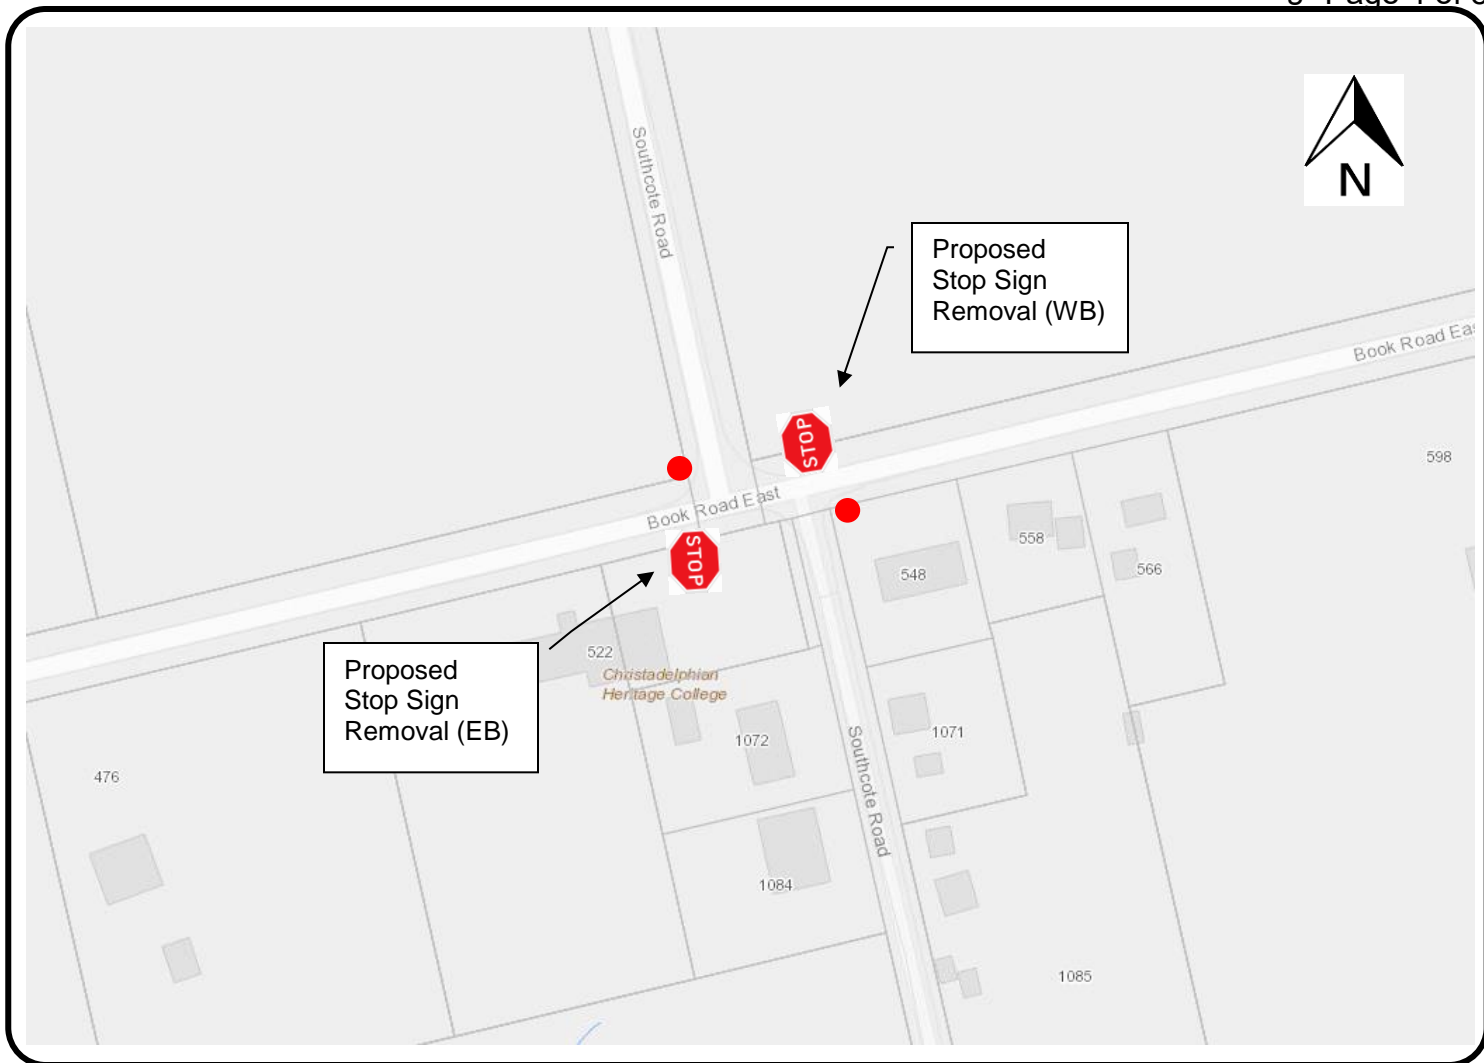 Southcote Road
N
Proposed
Stop Sign
Removal (WB)
Book Road Eas
STOP
598
Book Road East
STOP
558
548
566
522
Christadelphian
Heritage College
Proposed
Stop Sign
Removal (EB)
1072
1071
Southcote Road
476
1084
1085